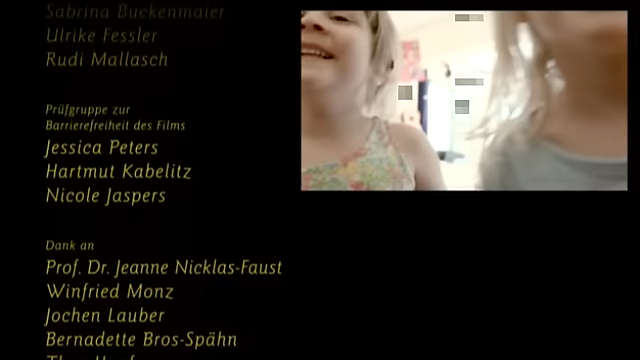 Sabrina Buckenmaier
Ulrike Fessler
Rudi Mallasch
Prüfgruppe zur
Barrierefreiheit des Films
Jessica Peters
Hartmut Kabelitz
Nicole Jaspers
Dank an
Prof. Dr. Jeanne Nicklas-Faust
Winfried Monz
Jochen Lauber
Bernadette Bros-Spähn